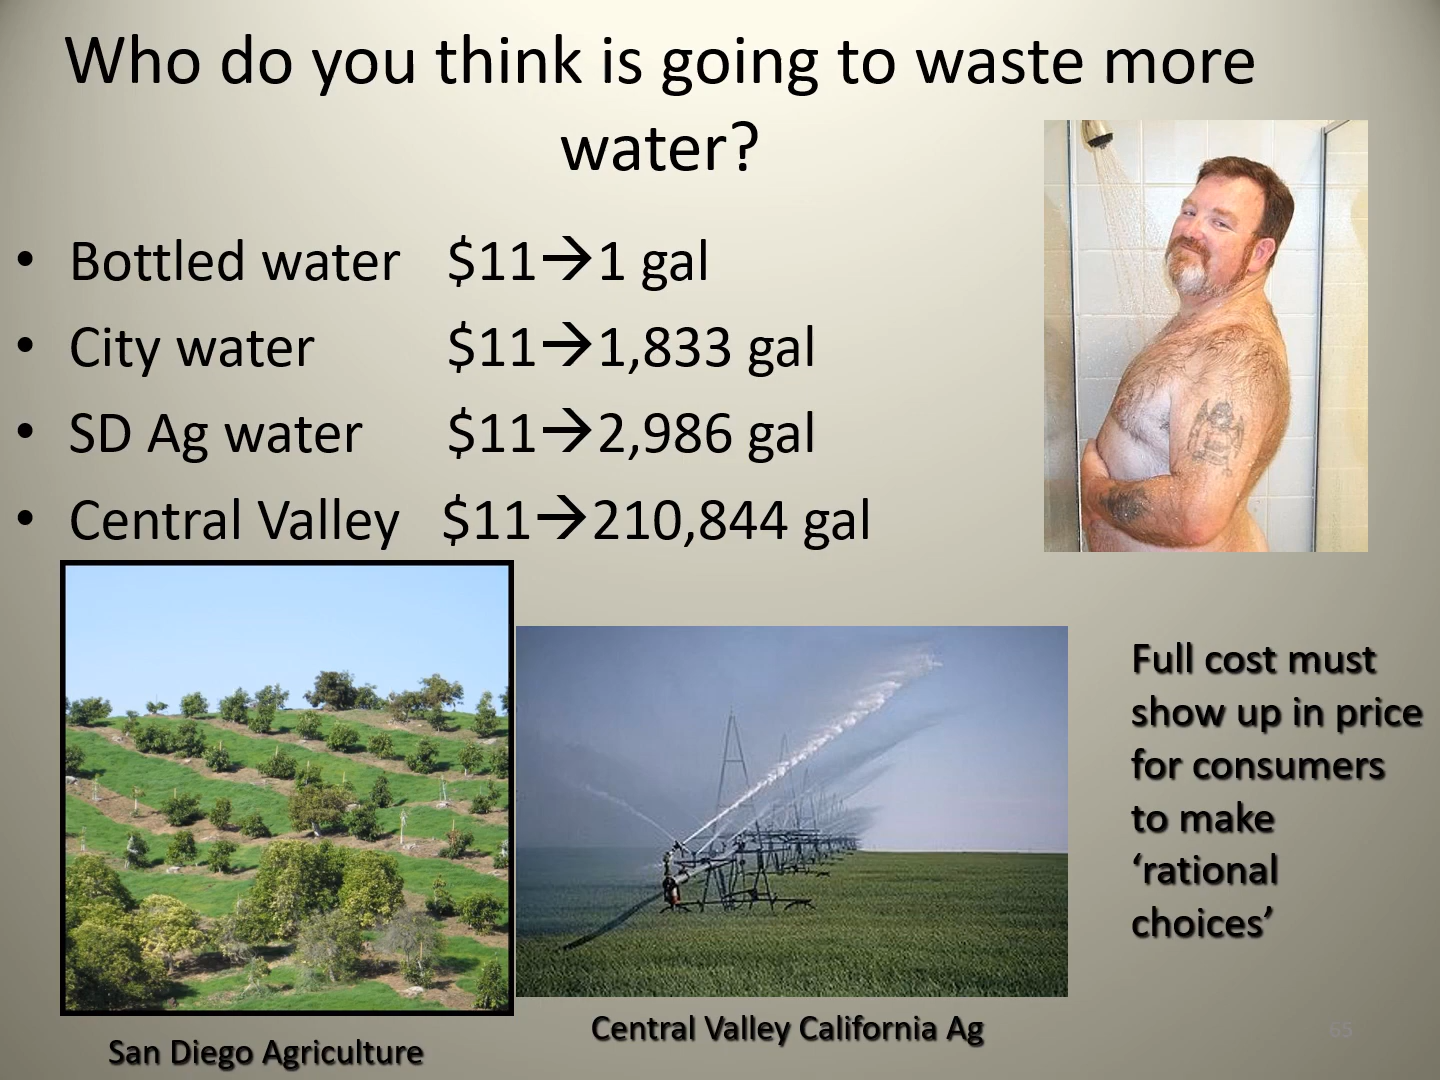 Who do you think is going to waste more
water?
• Bottled water $11→1 gal
• City water $11→1,833 gal
• SD Ag water $11→2,986 gal
• Central Valley $11→210,844 gal
Full cost must
show up in price
for consumers
to make
‘rational
choices’
Central Valley California Ag
San Diego Agriculture
65